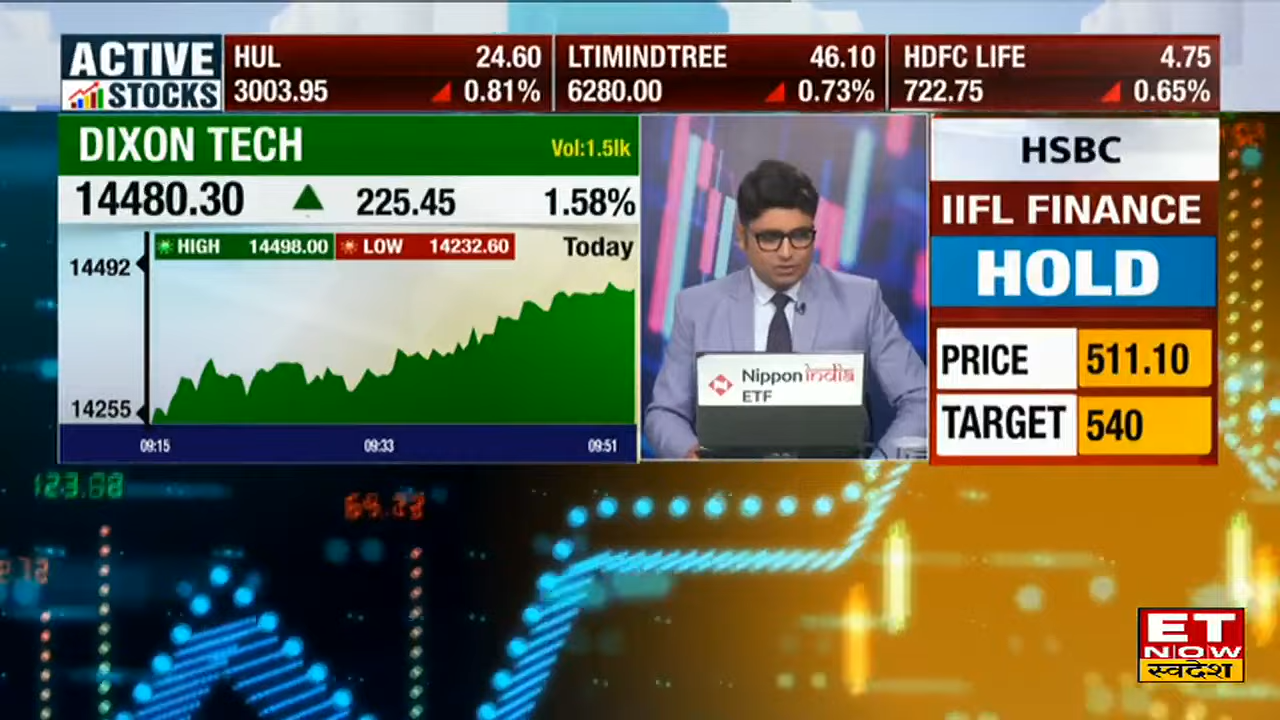 ACTIVE
STOCKS
HUL 24.60
3003.95 0.81%
LTIMINDTREE 46.10
6280.00 0.73%
HDFC LIFE 4.75
722.75 0.65%
DIXON TECH Vol:1.5lk
14480.30 225.45 1.58%
HIGH 14498.00 LOW 14232.60 Today
14492
14255
09:15 09:33 09:51
Nippon india
ETF
HSBC
IIFL FINANCE
HOLD
PRICE 511.10
TARGET 540
123.88
ET
NOW
स्वदेश